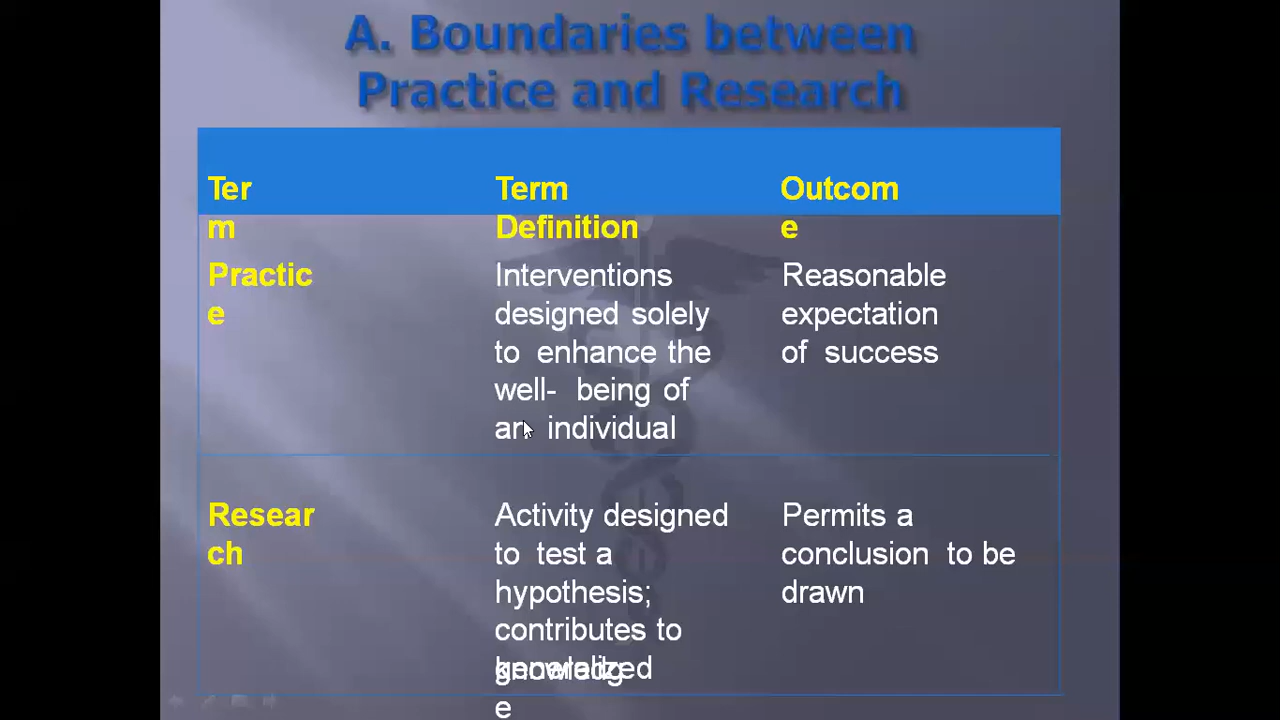 A. Boundaries between
Practice and Research
Ter
m
Term
Definition
Outcom
e
Practic
e
Interventions
designed solely
to enhance the
well- being of
an individual
Reasonable
expectation
of success
Resear
ch
Activity designed
to test a
hypothesis;
contributes to
generalized
knowledg
e
Permits a
conclusion to be
drawn